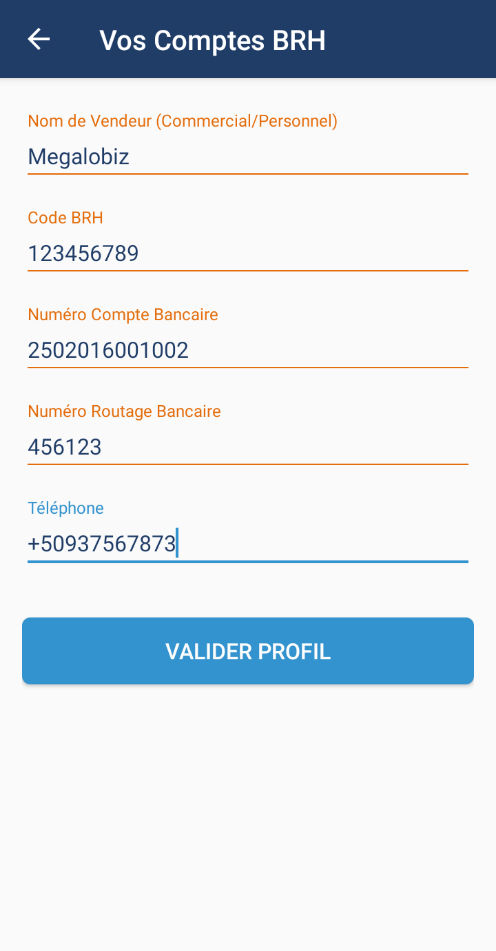 Vos Comptes BRH
Nom de Vendeur (Commercial/Personnel)
Megalobiz
Code BRH
123456789
Numéro Compte Bancaire
2502016001002
Numéro Routage Bancaire
456123
Téléphone
+50937567873
VALIDER PROFIL